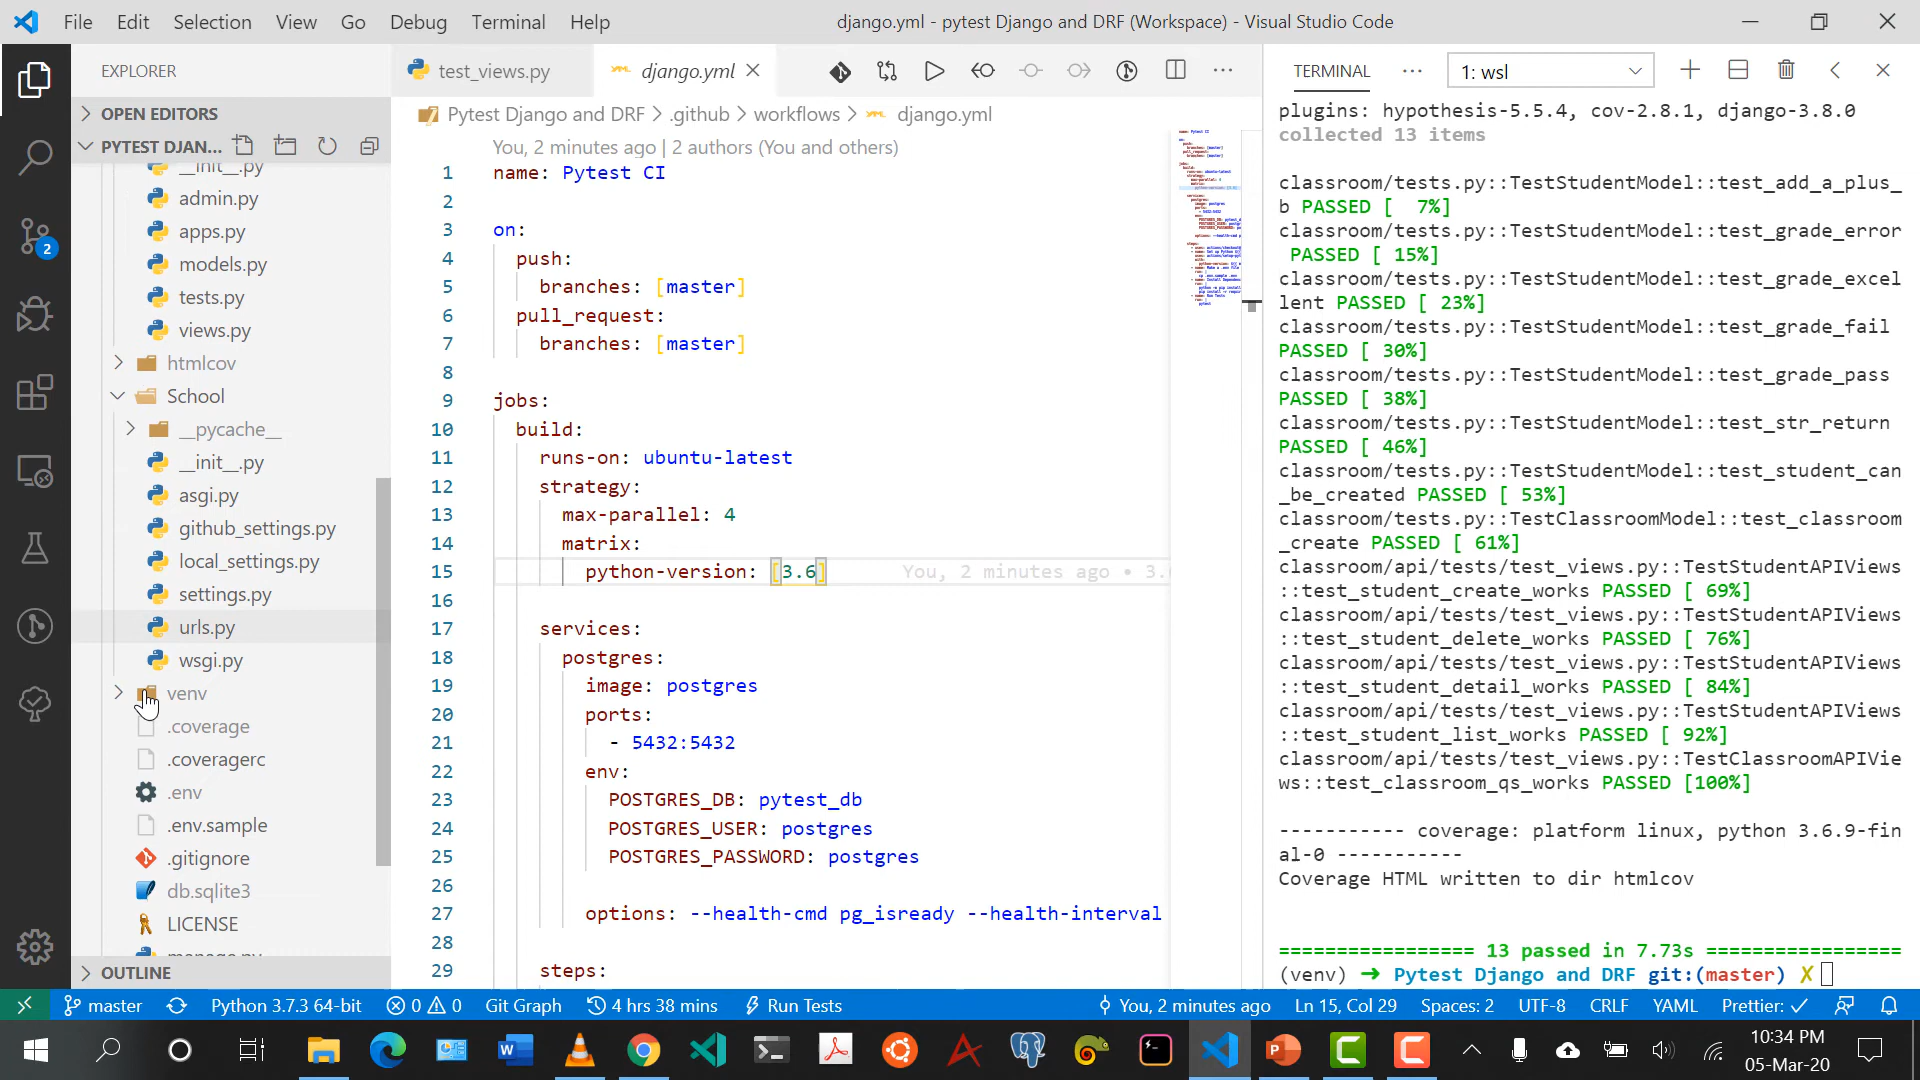 File Edit Selection View Go Debug Terminal Help
django.yml - pytest Django and DRF (Workspace) - Visual Studio Code
EXPLORER
OPEN EDITORS
PYTEST DJAN...
__init__.py
admin.py
apps.py
models.py
tests.py
views.py
htmlcov
School
__pycache__
__init__.py
asgi.py
github_settings.py
local_settings.py
settings.py
urls.py
wsgi.py
venv
.coverage
.coveragerc
.env
.env.sample
.gitignore
db.sqlite3
LICENSE
manage.py
OUTLINE
2
test_views.py
django.yml
Pytest Django and DRF > .github > workflows > django.yml
You, 2 minutes ago | 2 authors (You and others)
1 name: Pytest CI
2
3 on:
4 push:
5 branches: [master]
6 pull_request:
7 branches: [master]
8
9 jobs:
10 build:
11 runs-on: ubuntu-latest
12 strategy:
13 max-parallel: 4
14 matrix:
15 python-version: [3.6] You, 2 minutes ago • 3.
16
17 services:
18 postgres:
19 image: postgres
20 ports:
21 - 5432:5432
22 env:
23 POSTGRES_DB: pytest_db
24 POSTGRES_USER: postgres
25 POSTGRES_PASSWORD: postgres
26
27 options: --health-cmd pg_isready --health-interval
28
29 steps:
TERMINAL ... 1: wsl
plugins: hypothesis-5.5.4, cov-2.8.1, django-3.8.0
collected 13 items
classroom/tests.py::TestStudentModel::test_add_a_plus_
b PASSED [  7%]
classroom/tests.py::TestStudentModel::test_grade_error
PASSED [ 15%]
classroom/tests.py::TestStudentModel::test_grade_excel
lent PASSED [ 23%]
classroom/tests.py::TestStudentModel::test_grade_fail
PASSED [ 30%]
classroom/tests.py::TestStudentModel::test_grade_pass
PASSED [ 38%]
classroom/tests.py::TestStudentModel::test_str_return
PASSED [ 46%]
classroom/tests.py::TestStudentModel::test_student_can
_be_created PASSED [ 53%]
classroom/tests.py::TestClassroomModel::test_classroom
_create PASSED [ 61%]
classroom/api/tests/test_views.py::TestStudentAPIViews
::test_student_create_works PASSED [ 69%]
classroom/api/tests/test_views.py::TestStudentAPIViews
::test_student_delete_works PASSED [ 76%]
classroom/api/tests/test_views.py::TestStudentAPIViews
::test_student_detail_works PASSED [ 84%]
classroom/api/tests/test_views.py::TestStudentAPIViews
::test_student_list_works PASSED [ 92%]
classroom/api/tests/test_views.py::TestClassroomAPIVie
ws::test_classroom_qs_works PASSED [100%]
----------- coverage: platform linux, python 3.6.9-fin
al-0 -----------
Coverage HTML written to dir htmlcov
================= 13 passed in 7.73s =================
(venv) ➜ Pytest Django and DRF git:(master) ✗
master Python 3.7.3 64-bit 0 0 Git Graph 4 hrs 38 mins Run Tests You, 2 minutes ago Ln 15, Col 29 Spaces: 2 UTF-8 CRLF YAML Prettier: ✓
10:34 PM
05-Mar-20